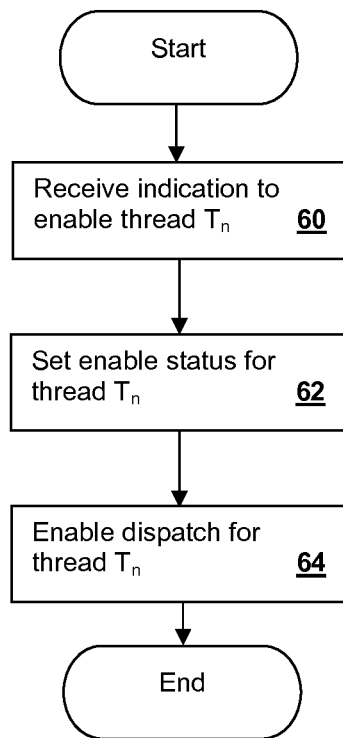 Start
Receive indication to
enable thread Tn 60
Set enable status for
thread Tn 62
Enable dispatch for
thread Tn 64
End